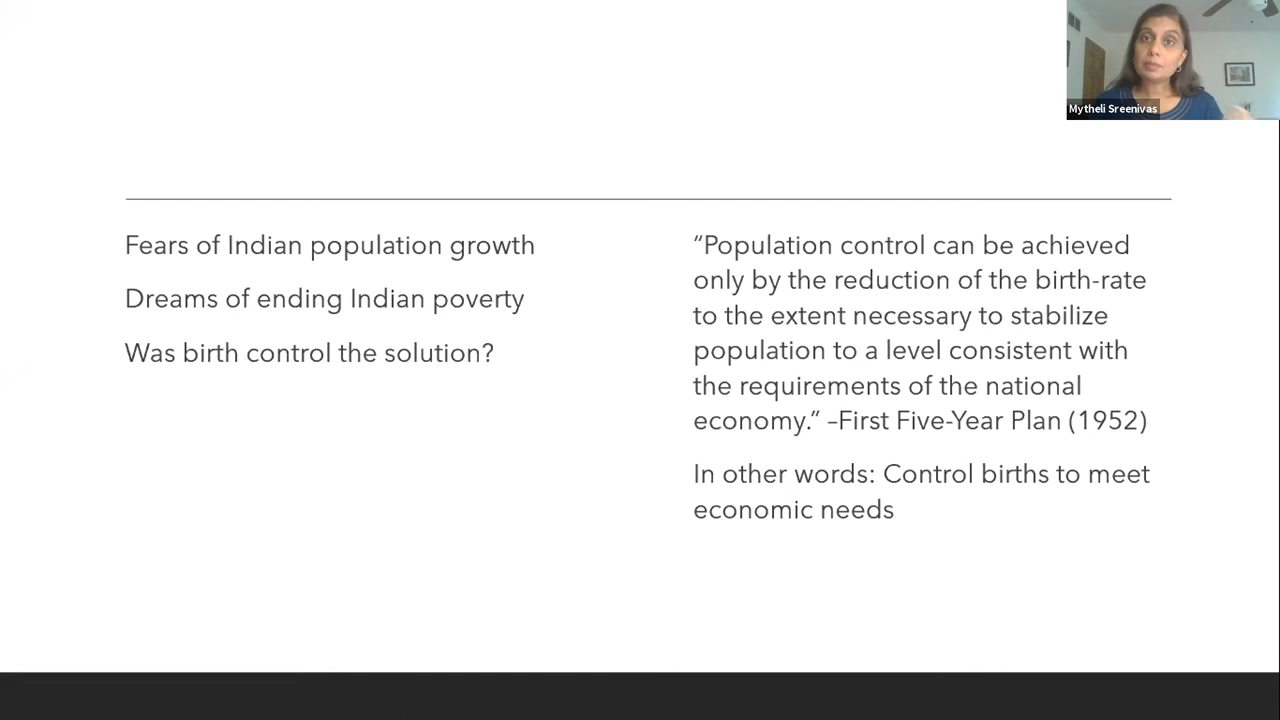 Mytheli Sreenivas
Fears of Indian population growth
Dreams of ending Indian poverty
Was birth control the solution?
“Population control can be achieved
only by the reduction of the birth-rate
to the extent necessary to stabilize
population to a level consistent with
the requirements of the national
economy.” –First Five-Year Plan (1952)
In other words: Control births to meet
economic needs